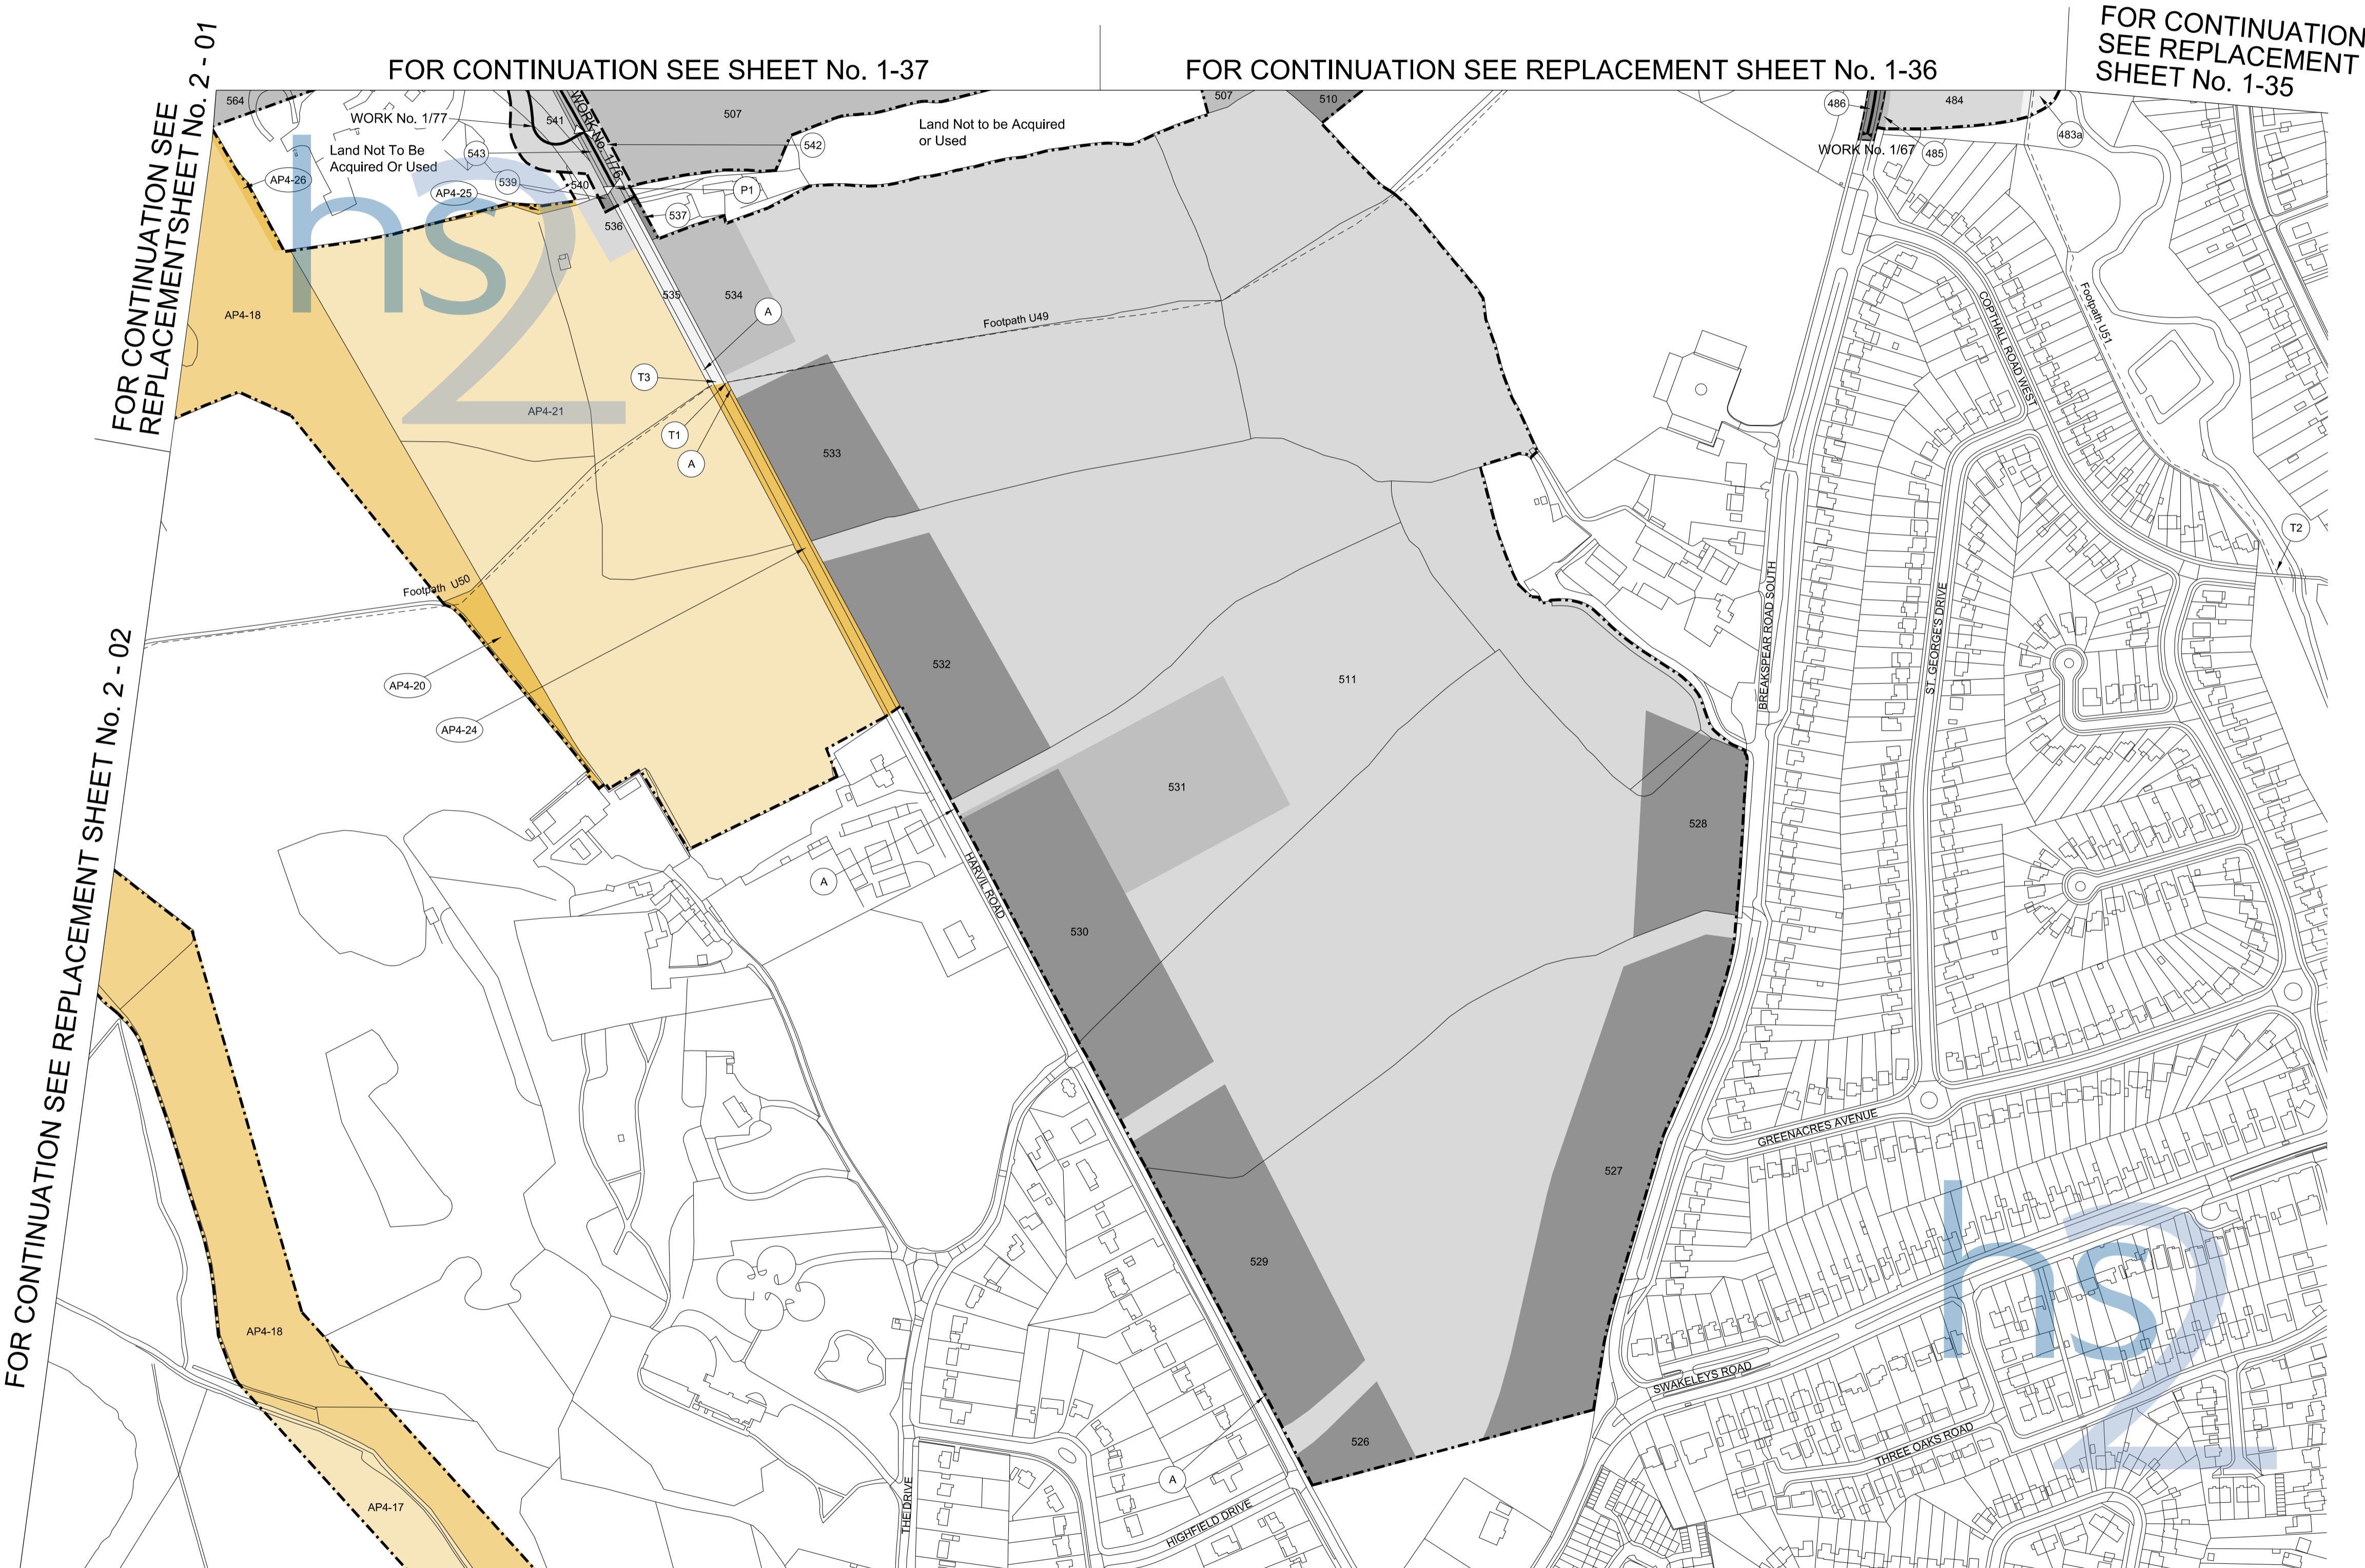 FOR CONTINUATION SEE
REPLACEMENTSHEET No. 2 - 01
FOR CONTINUATION SEE SHEET No. 1-37
FOR CONTINUATION SEE REPLACEMENT SHEET No. 1-36
FOR CONTINUATION
SEE REPLACEMENT
SHEET No. 1-35
564
WORK No. 1/77
541
WORK No. 1/76
507
542
Land Not to be Acquired
or Used
507
510
486
484
483a
WORK No. 1/67
485
Land Not To Be
Acquired Or Used
543
AP4-26
AP4-25
539
540
P1
537
536
hs2
535
534
A
AP4-18
Footpath U49
T3
AP4-21
T1
A
533
COPTHALL ROAD WEST
Footpath U51
T2
Footpath U50
532
511
BREAKSPEAR ROAD SOUTH
ST. GEORGE'S DRIVE
AP4-20
AP4-24
531
528
A
HARVIL ROAD
530
FOR CONTINUATION SEE REPLACEMENT SHEET No. 2 - 02
GREENACRES AVENUE
527
529
AP4-18
hs2
SWAKELEYS ROAD
THREE OAKS ROAD
526
A
AP4-17
THE DRIVE
HIGHFIELD DRIVE